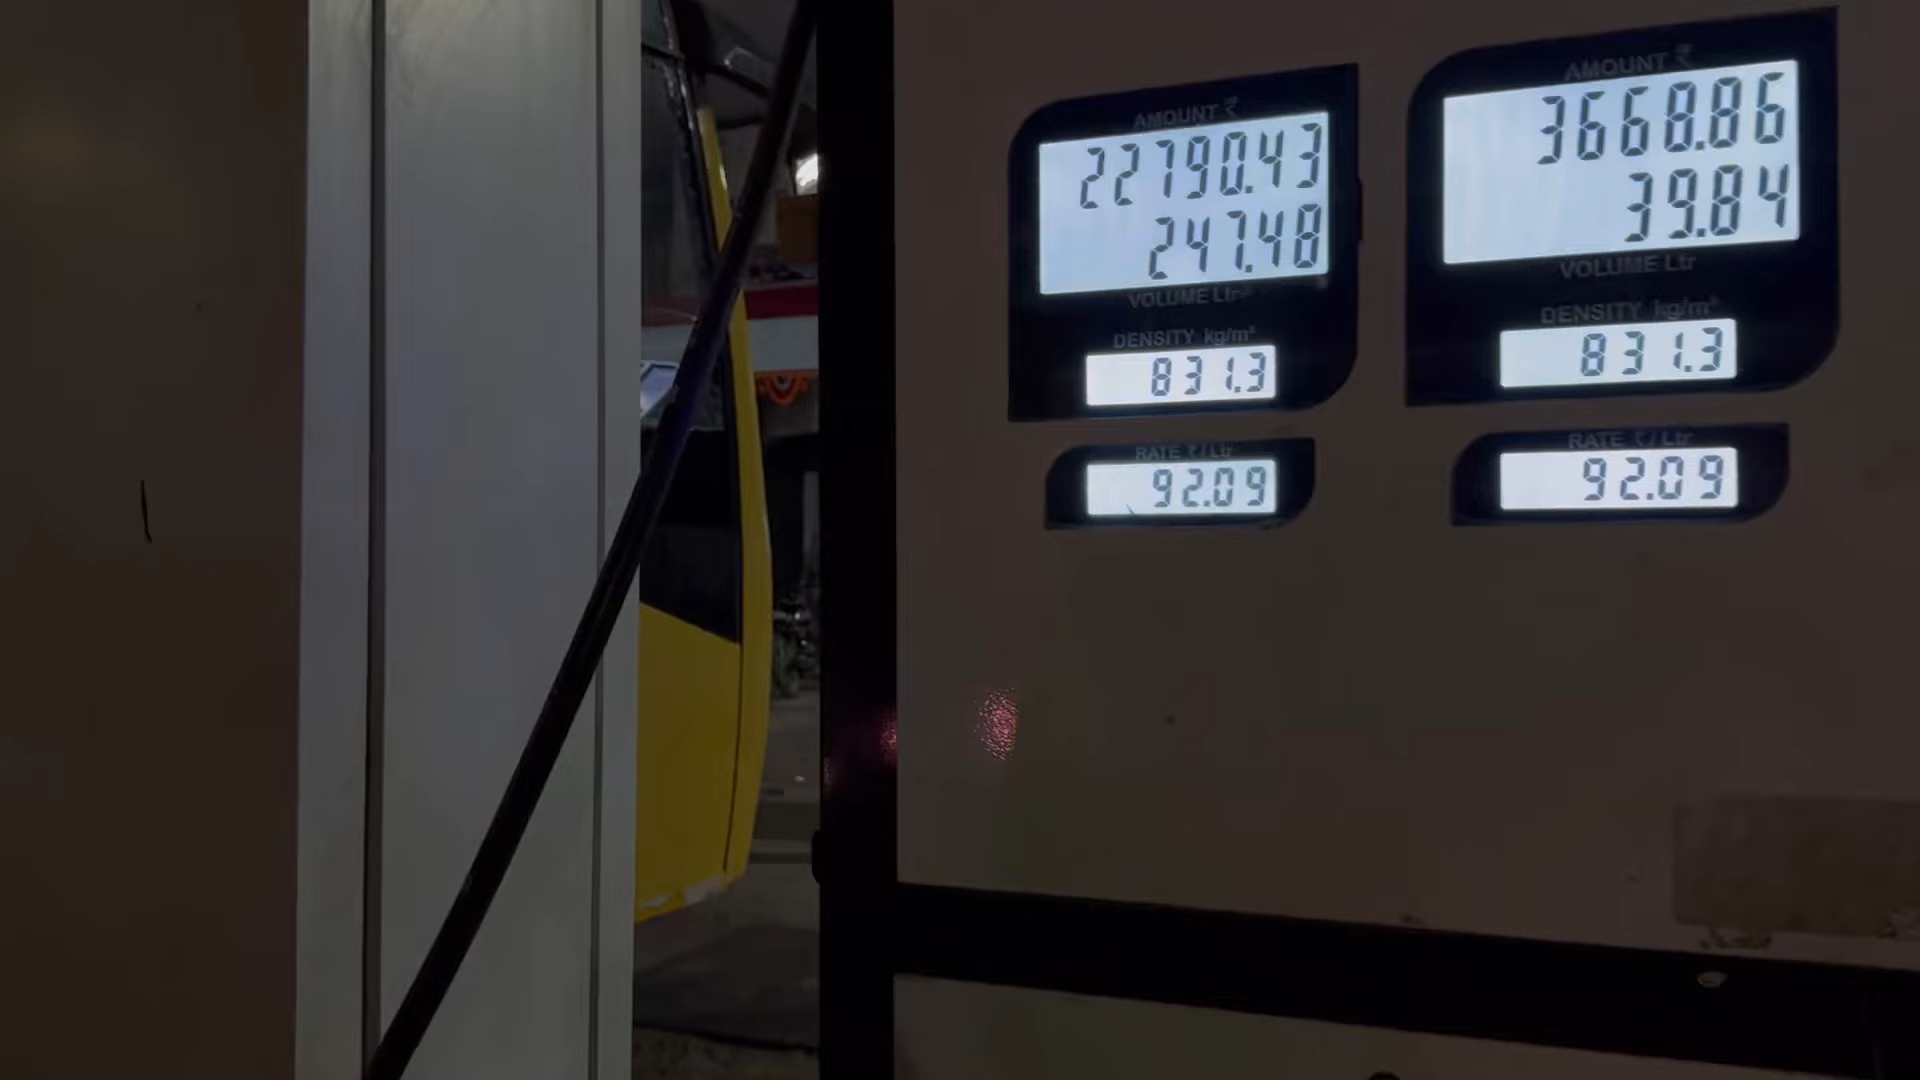 AMOUNT ₹
22790.43
247.48
VOLUME Ltr
DENSITY kg/m³
831.3
RATE ₹/Ltr
92.09
AMOUNT ₹
3668.86
39.84
VOLUME Ltr
DENSITY kg/m³
831.3
RATE ₹/Ltr
92.09